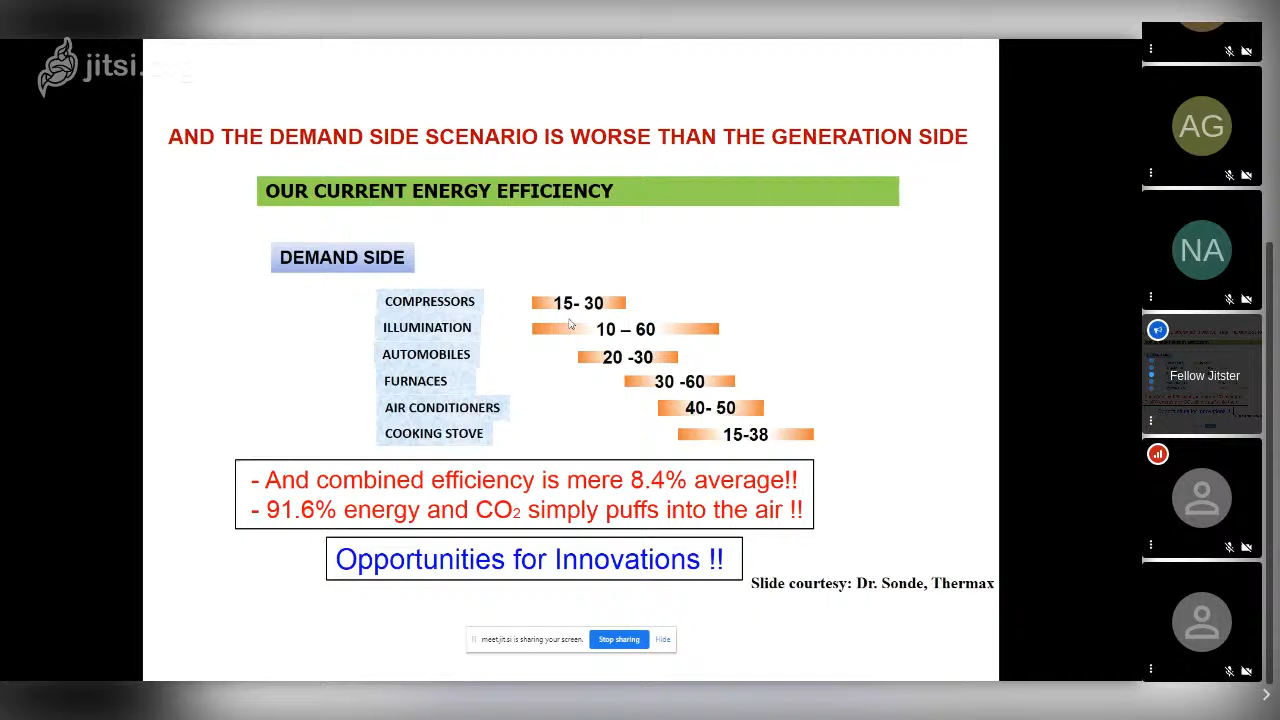 jitsi.org
AND THE DEMAND SIDE SCENARIO IS WORSE THAN THE GENERATION SIDE
OUR CURRENT ENERGY EFFICIENCY
DEMAND SIDE
COMPRESSORS 15- 30
ILLUMINATION 10 – 60
AUTOMOBILES 20 -30
FURNACES 30 -60
AIR CONDITIONERS 40- 50
COOKING STOVE 15-38
- And combined efficiency is mere 8.4% average!!
- 91.6% energy and CO₂ simply puffs into the air !!
Opportunities for Innovations !!
Slide courtesy: Dr. Sonde, Thermax
meet.jit.si is sharing your screen. Stop sharing Hide
AG
NA
Fellow Jitster